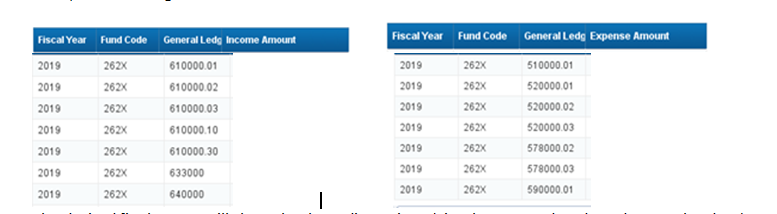 Fiscal Year Fund Code General Ledg Income Amount
2019 262X 610000.01
2019 262X 610000.02
2019 262X 610000.03
2019 262X 610000.10
2019 262X 610000.30
2019 262X 633000
2019 262X 640000
Fiscal Year Fund Code General Ledg Expense Amount
2019 262X 510000.01
2019 262X 520000.01
2019 262X 520000.02
2019 262X 520000.03
2019 262X 578000.02
2019 262X 578000.03
2019 262X 590000.01